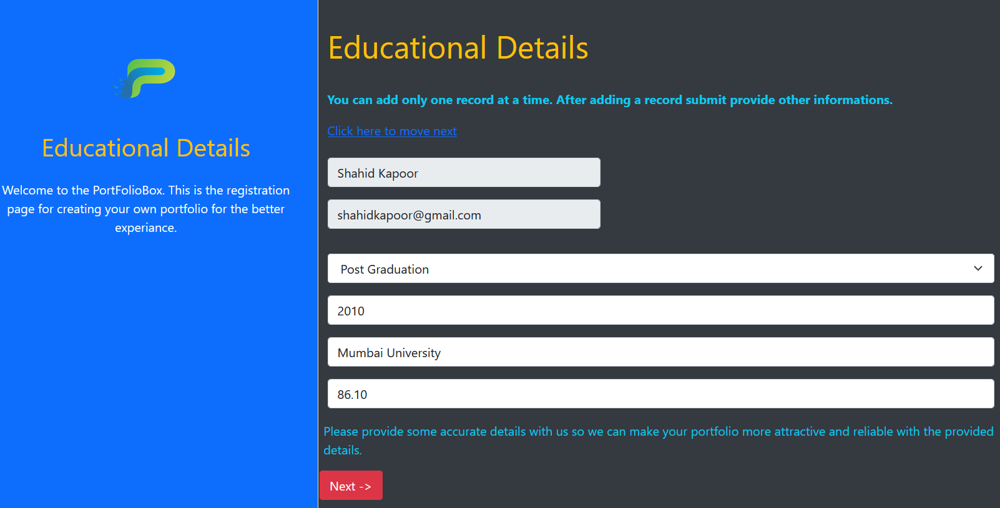 Educational Details
Welcome to the PortFolioBox. This is the registration
page for creating your own portfolio for the better
experiance.
Educational Details
You can add only one record at a time. After adding a record submit provide other informations.
Click here to move next
Shahid Kapoor
shahidkapoor@gmail.com
Post Graduation
2010
Mumbai University
86.10
Please provide some accurate details with us so we can make your portfolio more attractive and reliable with the provided
details.
Next ->